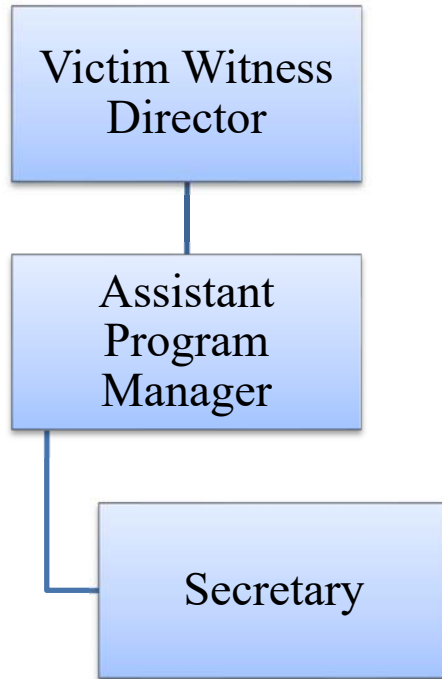 Victim Witness
Director
Assistant
Program
Manager
Secretary